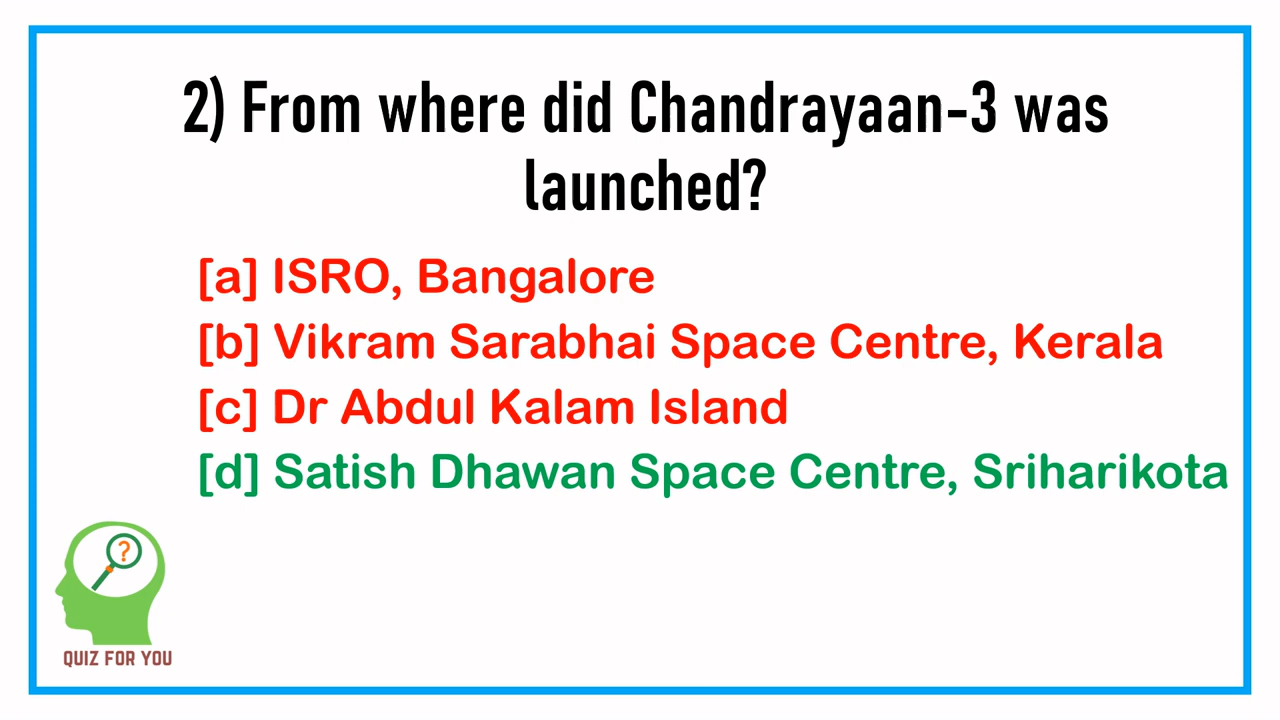 2) From where did Chandrayaan-3 was
launched?
[a] ISRO, Bangalore
[b] Vikram Sarabhai Space Centre, Kerala
[c] Dr Abdul Kalam Island
[d] Satish Dhawan Space Centre, Sriharikota
?
QUIZ FOR YOU